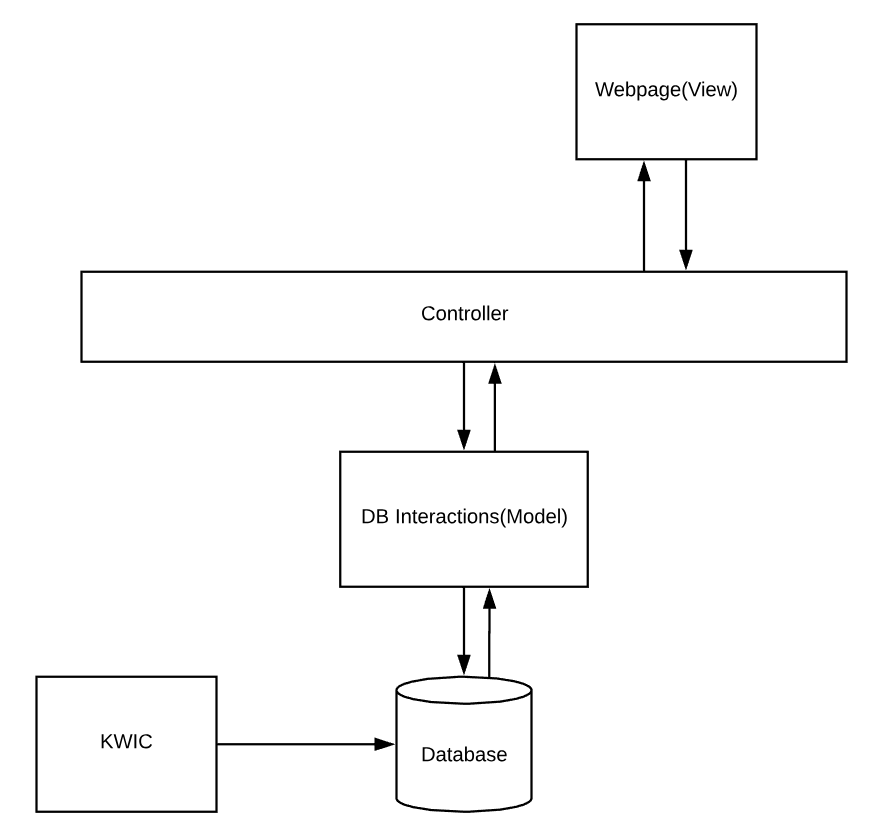 Webpage(View)
Controller
DB Interactions(Model)
KWIC
Database